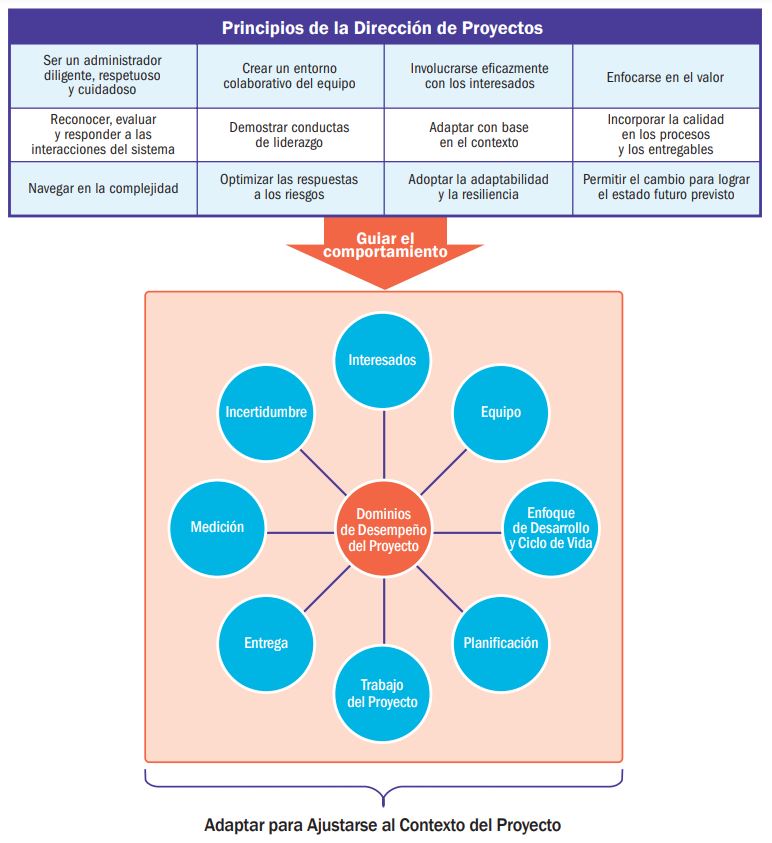 Principios de la Dirección de Proyectos
Ser un administrador
diligente, respetuoso
y cuidadoso
Crear un entorno
colaborativo del equipo
Involucrarse eficazmente
con los interesados
Enfocarse en el valor
Reconocer, evaluar
y responder a las
interacciones del sistema
Demostrar conductas
de liderazgo
Adaptar con base
en el contexto
Incorporar la calidad
en los procesos
y los entregables
Navegar en la complejidad
Optimizar las respuestas
a los riesgos
Adoptar la adaptabilidad
y la resiliencia
Permitir el cambio para lograr
el estado futuro previsto
Guiar el
comportamiento
Interesados
Incertidumbre
Equipo
Medición
Dominios
de Desempeño
del Proyecto
Enfoque
de Desarrollo
y Ciclo de Vida
Entrega
Planificación
Trabajo
del Proyecto
Adaptar para Ajustarse al Contexto del Proyecto